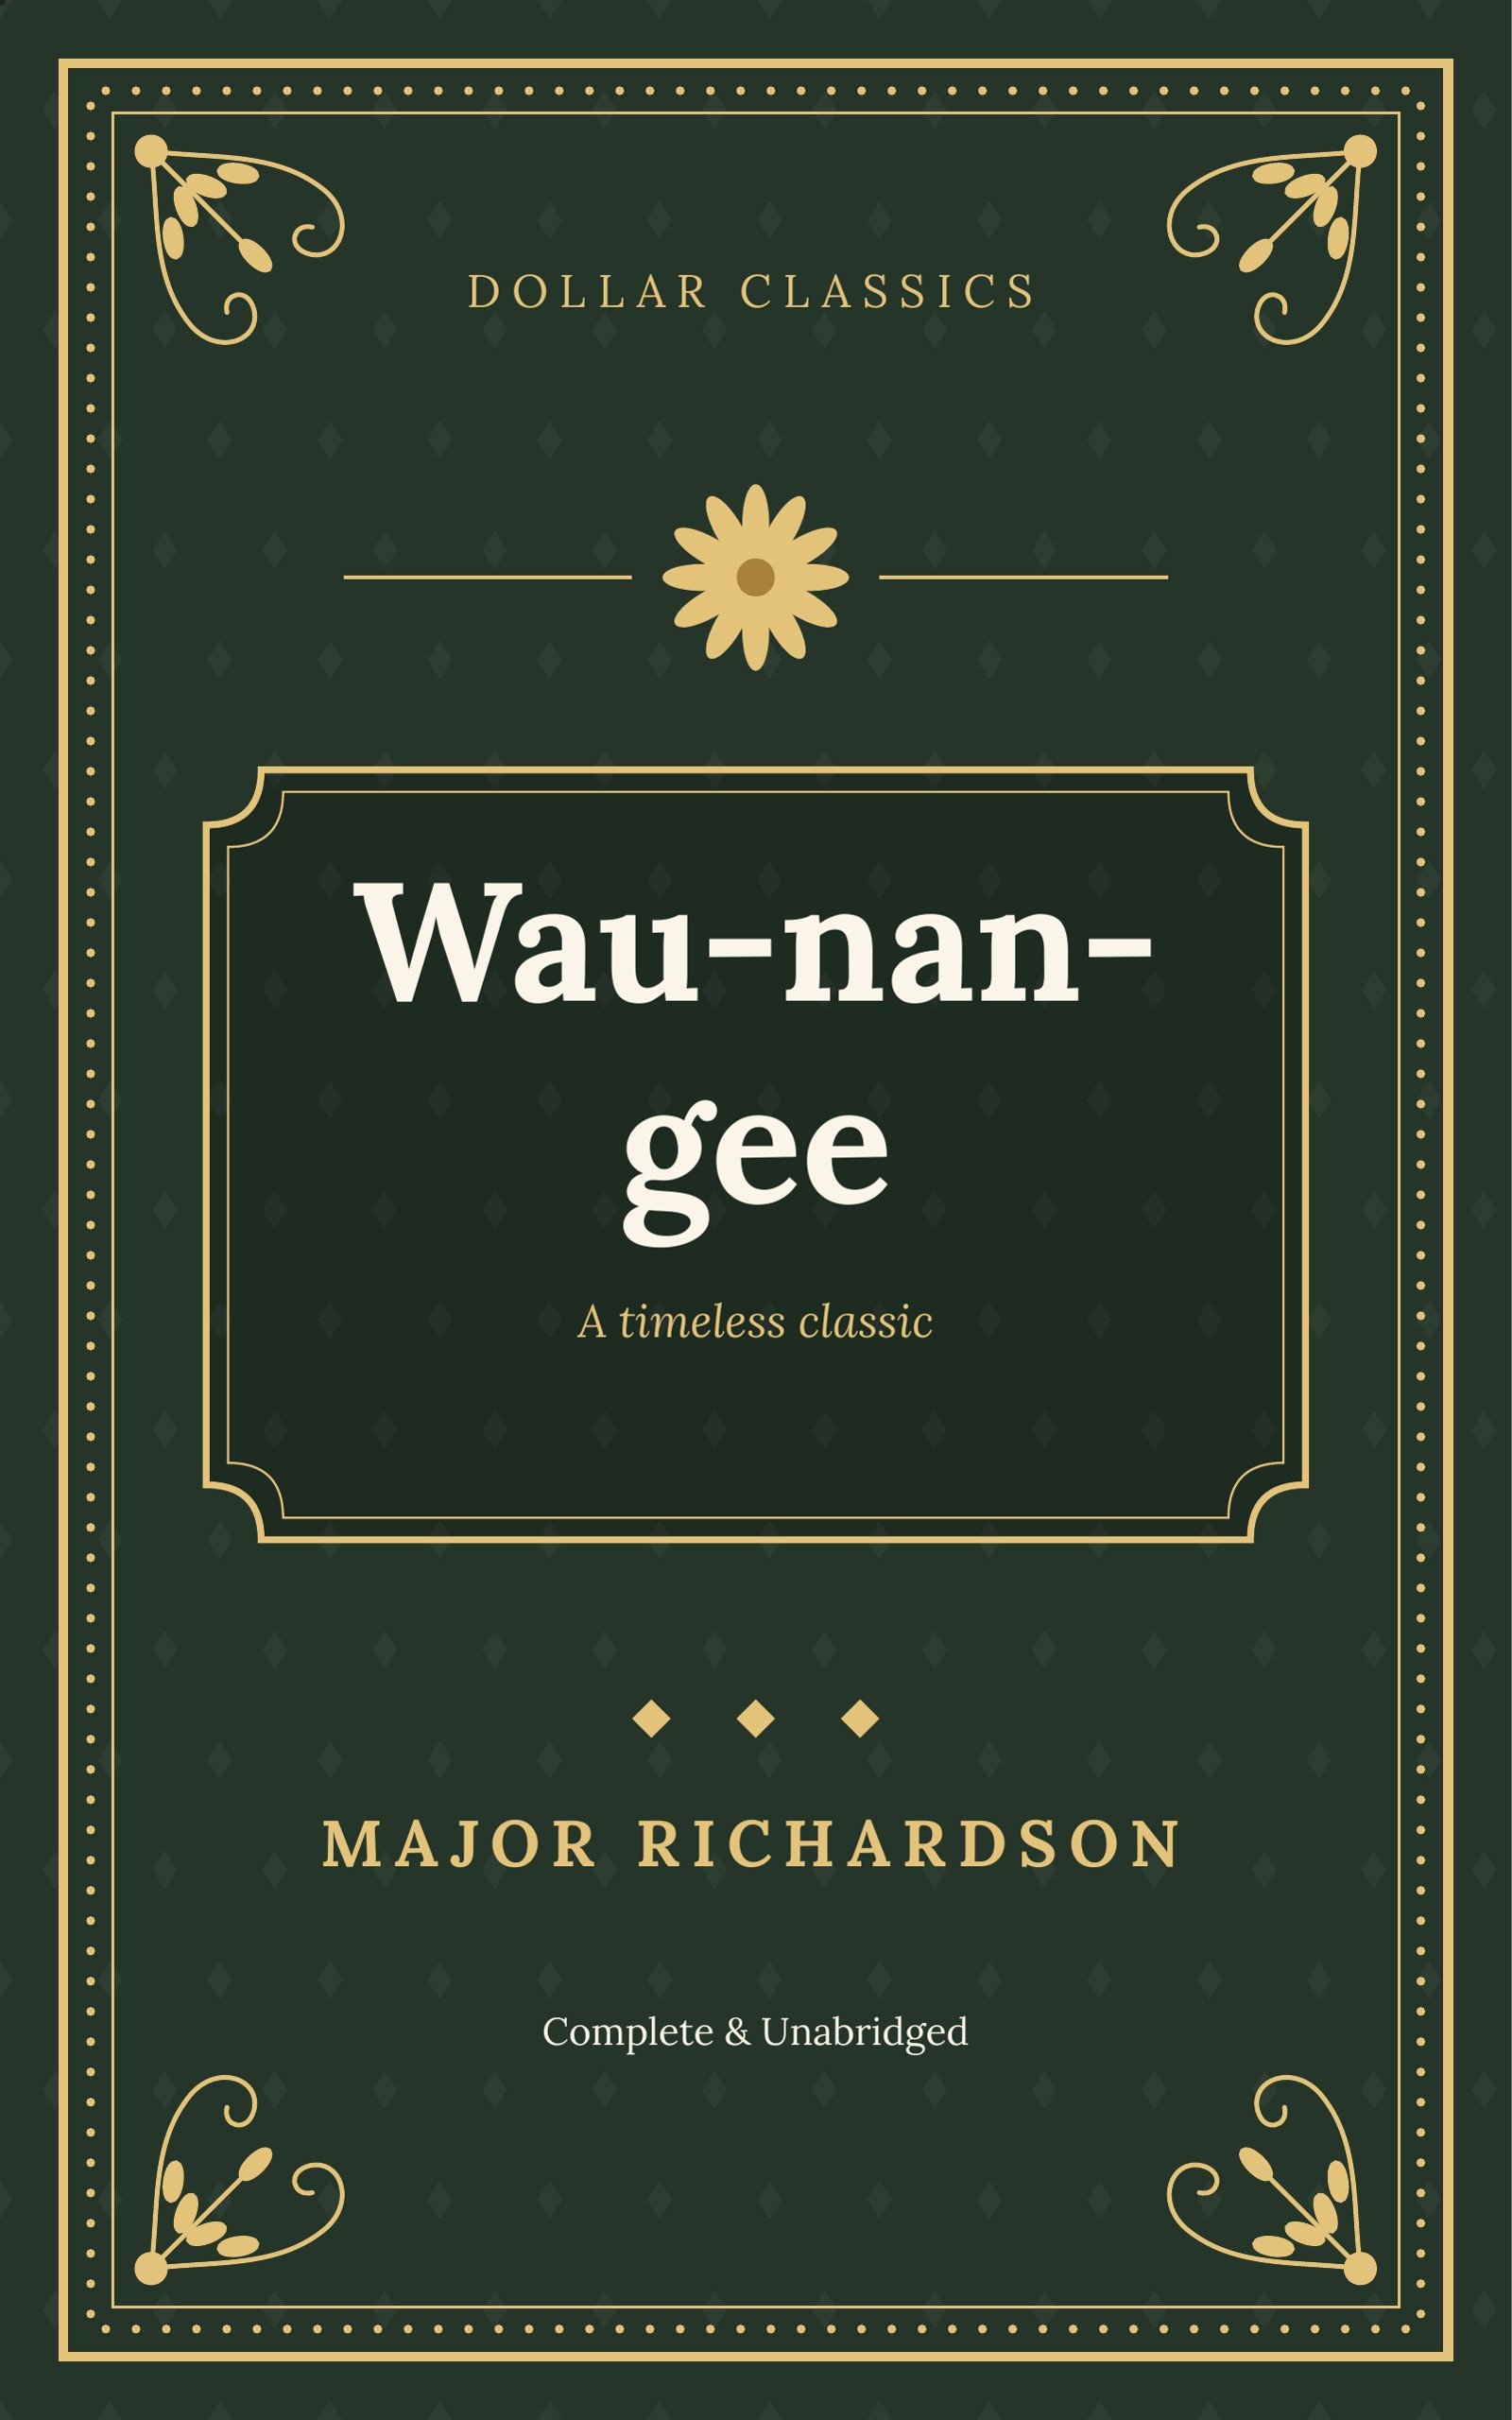 DOLLAR CLASSICS
Wau-nan-
gee
A timeless classic
MAJOR RICHARDSON
Complete & Unabridged